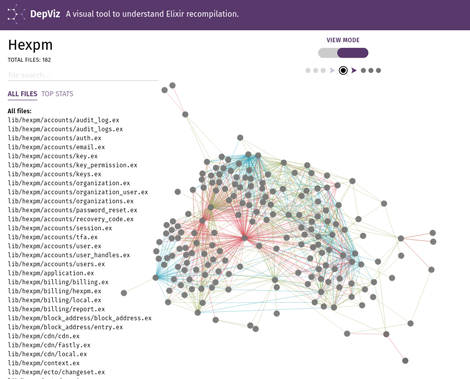 DepViz A visual tool to understand Elixir recompilation.
Hexpm
TOTAL FILES: 182
VIEW MODE
File search...
ALL FILES TOP STATS
All files:
lib/hexpm/accounts/audit_log.ex
lib/hexpm/accounts/audit_logs.ex
lib/hexpm/accounts/auth.ex
lib/hexpm/accounts/email.ex
lib/hexpm/accounts/key.ex
lib/hexpm/accounts/key_permission.ex
lib/hexpm/accounts/keys.ex
lib/hexpm/accounts/organization.ex
lib/hexpm/accounts/organization_user.ex
lib/hexpm/accounts/organizations.ex
lib/hexpm/accounts/password_reset.ex
lib/hexpm/accounts/recovery_code.ex
lib/hexpm/accounts/session.ex
lib/hexpm/accounts/tfa.ex
lib/hexpm/accounts/user.ex
lib/hexpm/accounts/user_handles.ex
lib/hexpm/accounts/users.ex
lib/hexpm/application.ex
lib/hexpm/billing/billing.ex
lib/hexpm/billing/hexpm.ex
lib/hexpm/billing/local.ex
lib/hexpm/billing/report.ex
lib/hexpm/block_address/block_address.ex
lib/hexpm/block_address/entry.ex
lib/hexpm/cdn/cdn.ex
lib/hexpm/cdn/fastly.ex
lib/hexpm/cdn/local.ex
lib/hexpm/context.ex
lib/hexpm/ecto/changeset.ex